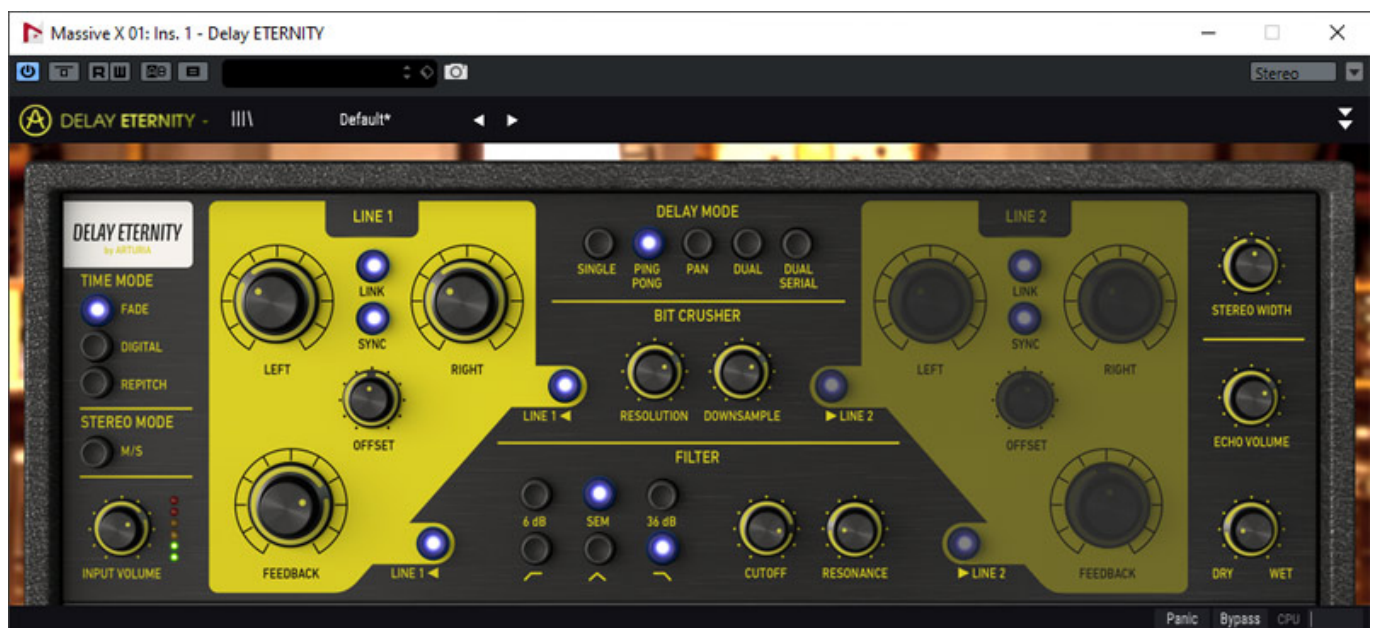 Massive X 01: Ins. 1 - Delay ETERNITY
R W
Stereo
DELAY ETERNITY -
Default*
DELAY ETERNITY
by ARTURIA
TIME MODE
FADE
DIGITAL
REPITCH
STEREO MODE
M/S
INPUT VOLUME
LINE 1
LINK
SYNC
LEFT
RIGHT
OFFSET
FEEDBACK
LINE 1 ◀
LINE 1 ◀
DELAY MODE
SINGLE
PING
PONG
PAN
DUAL
DUAL
SERIAL
BIT CRUSHER
RESOLUTION
DOWNSAMPLE
▶ LINE 2
FILTER
6 dB
SEM
36 dB
CUTOFF
RESONANCE
▶ LINE 2
LINE 2
LINK
SYNC
LEFT
RIGHT
OFFSET
FEEDBACK
STEREO WIDTH
ECHO VOLUME
DRY
WET
Panic
Bypass
CPU